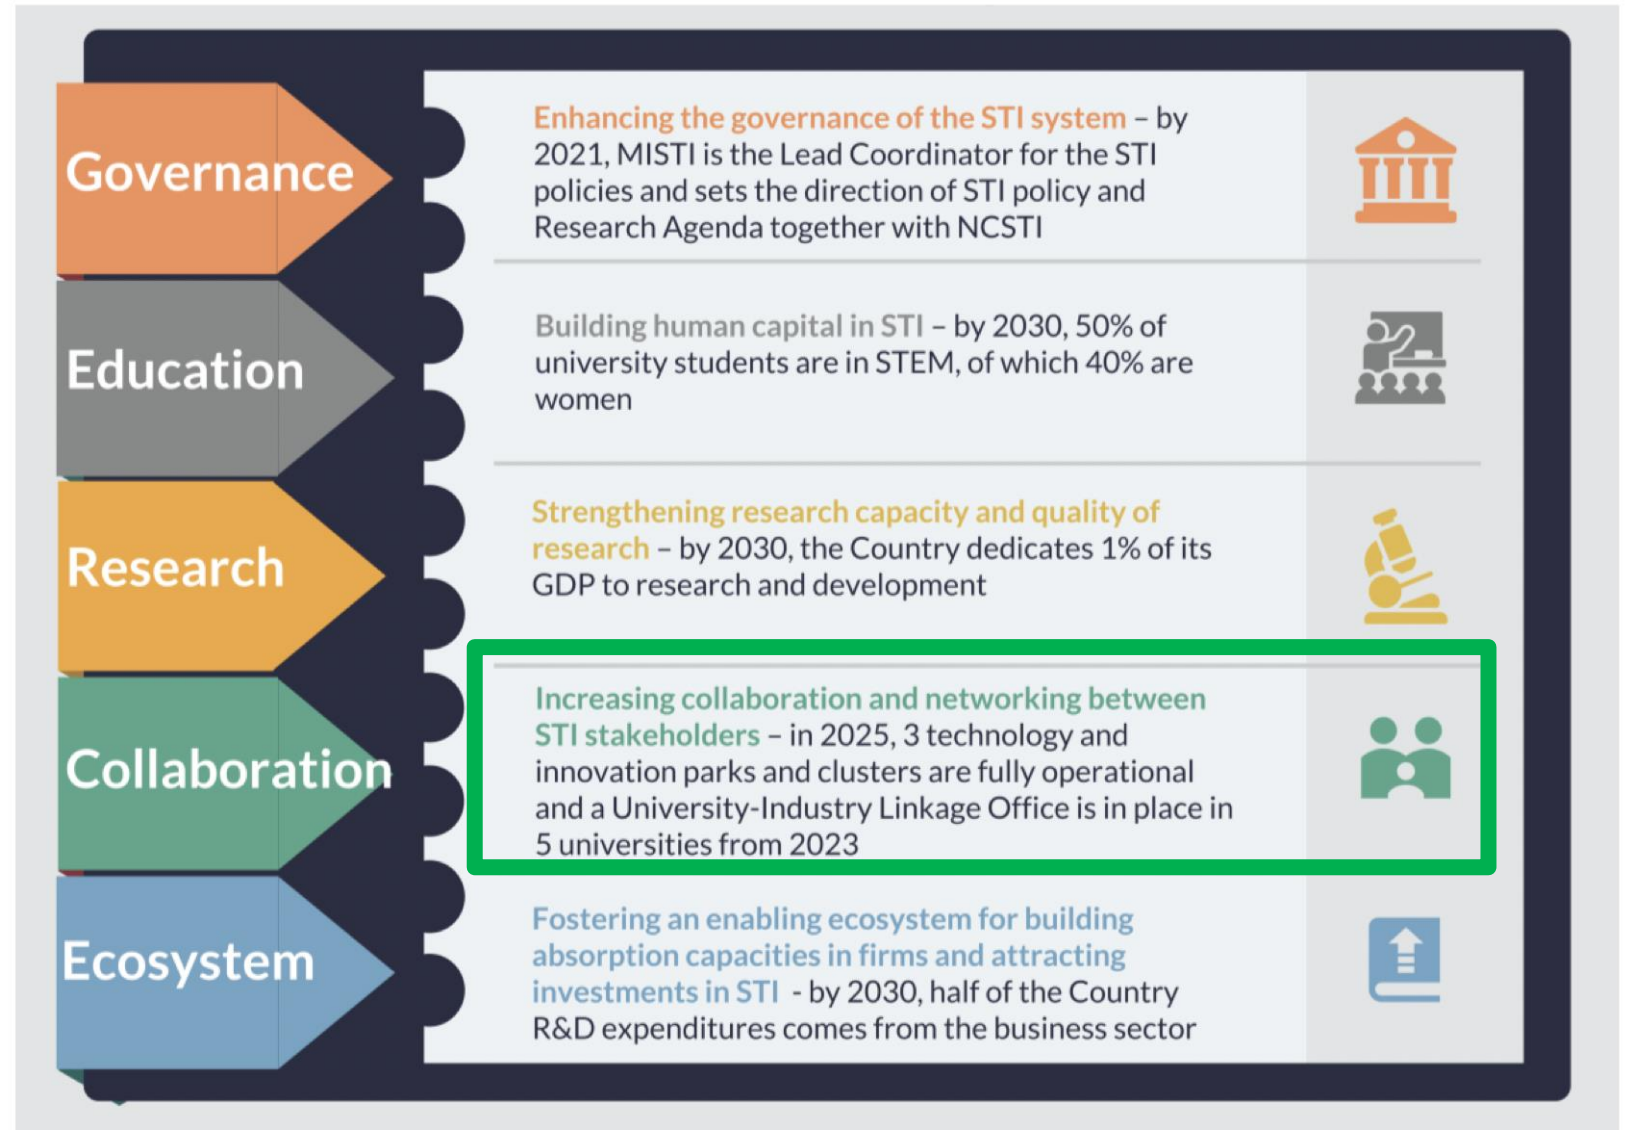 Governance
Enhancing the governance of the STI system – by
2021, MISTI is the Lead Coordinator for the STI
policies and sets the direction of STI policy and
Research Agenda together with NCSTI
Education
Building human capital in STI – by 2030, 50% of
university students are in STEM, of which 40% are
women
Research
Strengthening research capacity and quality of
research – by 2030, the Country dedicates 1% of its
GDP to research and development
Collaboration
Increasing collaboration and networking between
STI stakeholders – in 2025, 3 technology and
innovation parks and clusters are fully operational
and a University-Industry Linkage Office is in place in
5 universities from 2023
Ecosystem
Fostering an enabling ecosystem for building
absorption capacities in firms and attracting
investments in STI - by 2030, half of the Country
R&D expenditures comes from the business sector